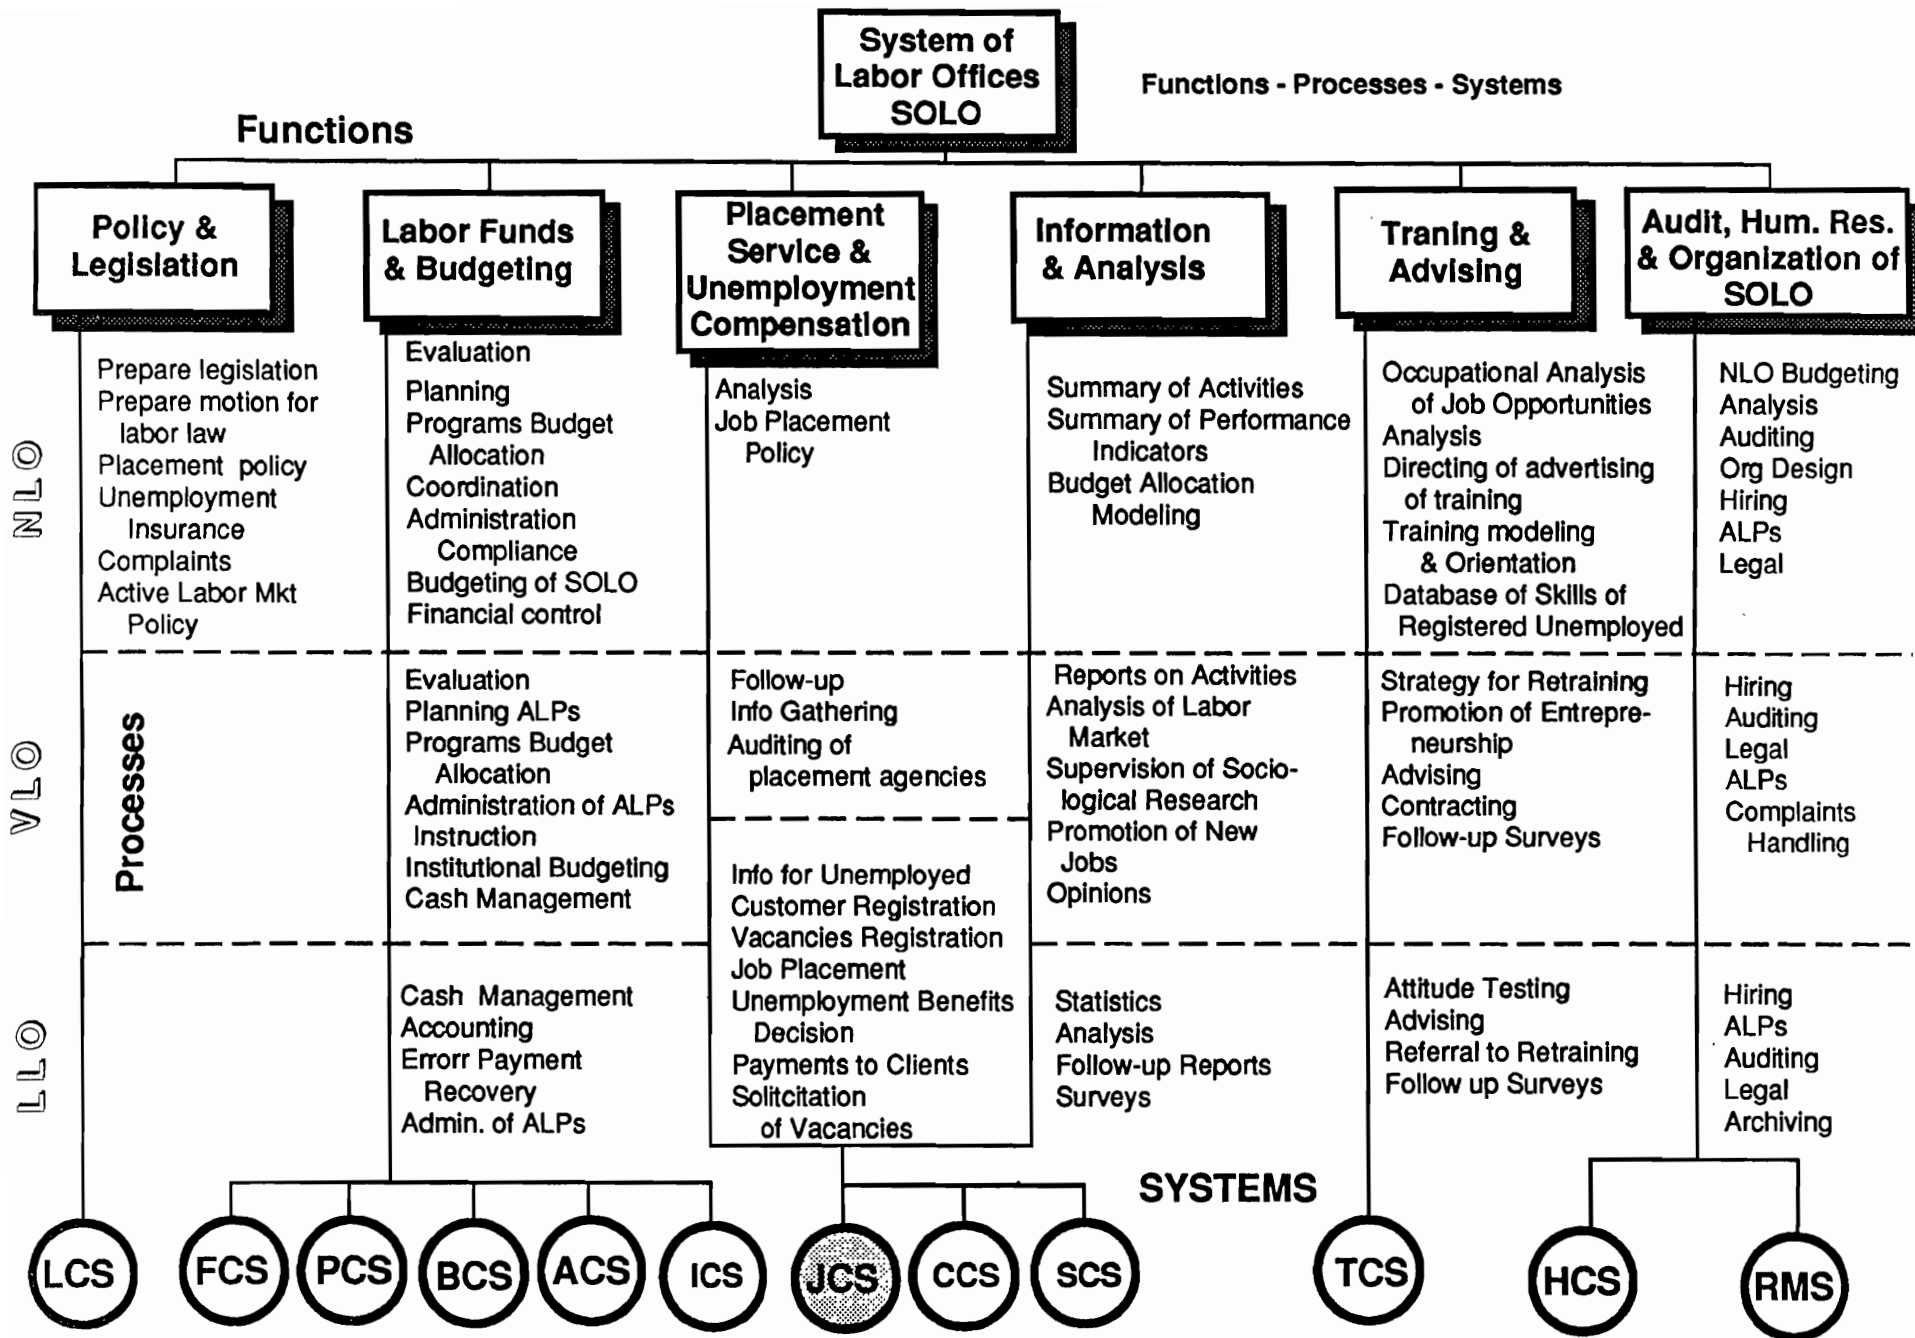 System of
Labor Offices
SOLO
Functions - Processes - Systems
Functions
Policy &
Legislation
Labor Funds
& Budgeting
Placement
Service &
Unemployment
Compensation
Information
& Analysis
Traning &
Advising
Audit, Hum. Res.
& Organization of
SOLO
NLO
Prepare legislation
Prepare motion for
labor law
Placement policy
Unemployment
Insurance
Complaints
Active Labor Mkt
Policy
Evaluation
Planning
Programs Budget
Allocation
Coordination
Administration
Compliance
Budgeting of SOLO
Financial control
Analysis
Job Placement
Policy
Summary of Activities
Summary of Performance
Indicators
Budget Allocation
Modeling
Occupational Analysis
of Job Opportunities
Analysis
Directing of advertising
of training
Training modeling
& Orientation
Database of Skills of
Registered Unemployed
NLO Budgeting
Analysis
Auditing
Org Design
Hiring
ALPs
Legal
VLO
Processes
Evaluation
Planning ALPs
Programs Budget
Allocation
Administration of ALPs
Instruction
Institutional Budgeting
Cash Management
Follow-up
Info Gathering
Auditing of
placement agencies
Reports on Activities
Analysis of Labor
Market
Supervision of Socio-
logical Research
Promotion of New
Jobs
Opinions
Strategy for Retraining
Promotion of Entrepre-
neurship
Advising
Contracting
Follow-up Surveys
Hiring
Auditing
Legal
ALPs
Complaints
Handling
LLO
Cash Management
Accounting
Errorr Payment
Recovery
Admin. of ALPs
Info for Unemployed
Customer Registration
Vacancies Registration
Job Placement
Unemployment Benefits
Decision
Payments to Clients
Solitcitation
of Vacancies
Statistics
Analysis
Follow-up Reports
Surveys
Attitude Testing
Advising
Referral to Retraining
Follow up Surveys
Hiring
ALPs
Auditing
Legal
Archiving
SYSTEMS
LCS
FCS
PCS
BCS
ACS
ICS
JCS
CCS
SCS
TCS
HCS
RMS